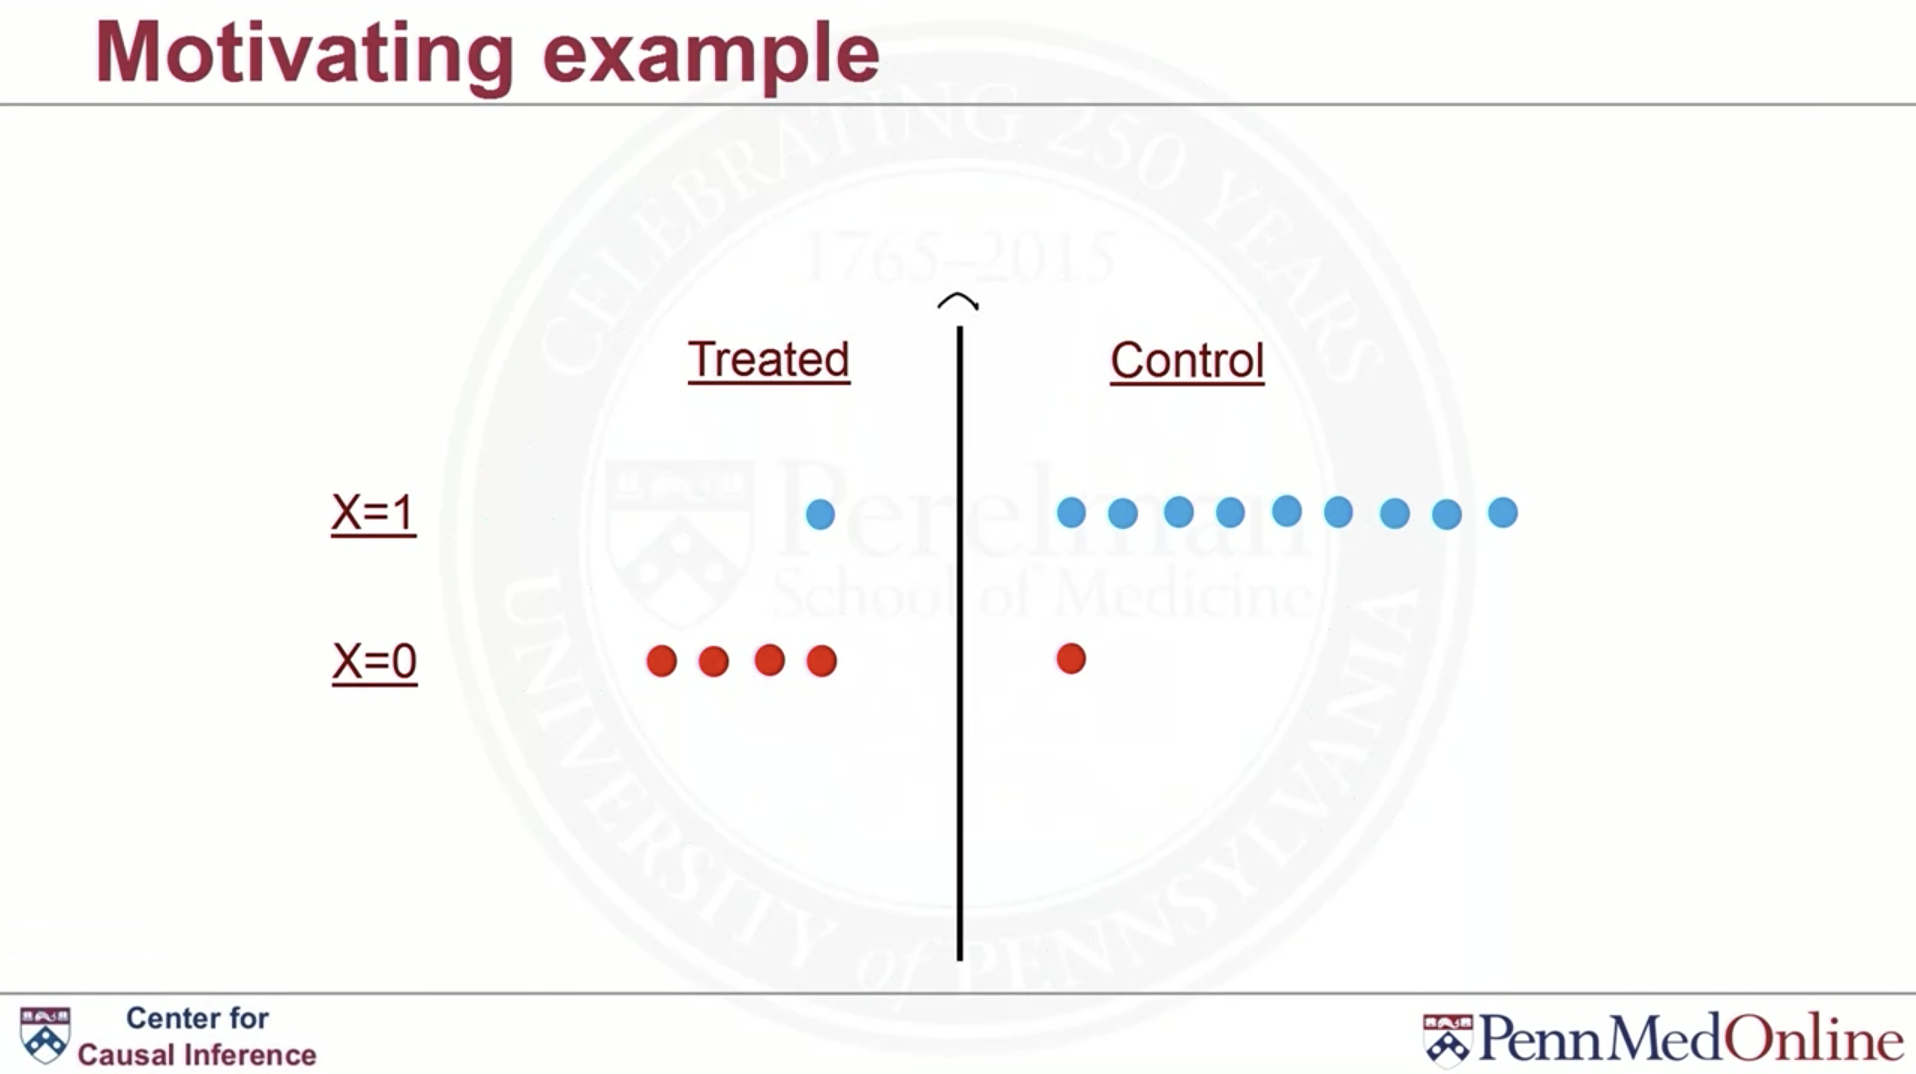 Motivating example
CELEBRATING 250 YEARS
1765–2015
Treated
Control
X=1
Perelman
School of Medicine
X=0
UNIVERSITY of PENNSYLVANIA
Center for
Causal Inference
PennMedOnline